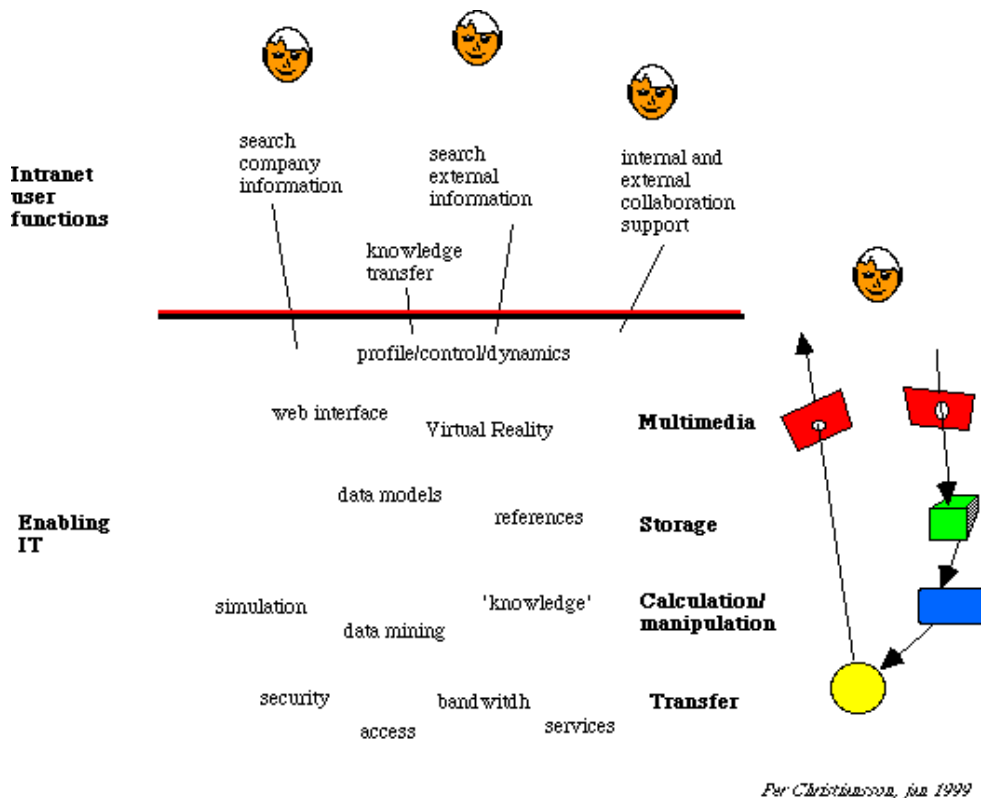 search
company
information
search
external
information
internal and
external
collaboration
support
Intranet
user
functions
knowledge
transfer
profile/control/dynamics
web interface
Virtual Reality
Multimedia
data models
references
Storage
Enabling
IT
simulation
data mining
'knowledge'
Calculation/
manipulation
security
access
bandwitdh
services
Transfer
Per Christiansson, jan 1999